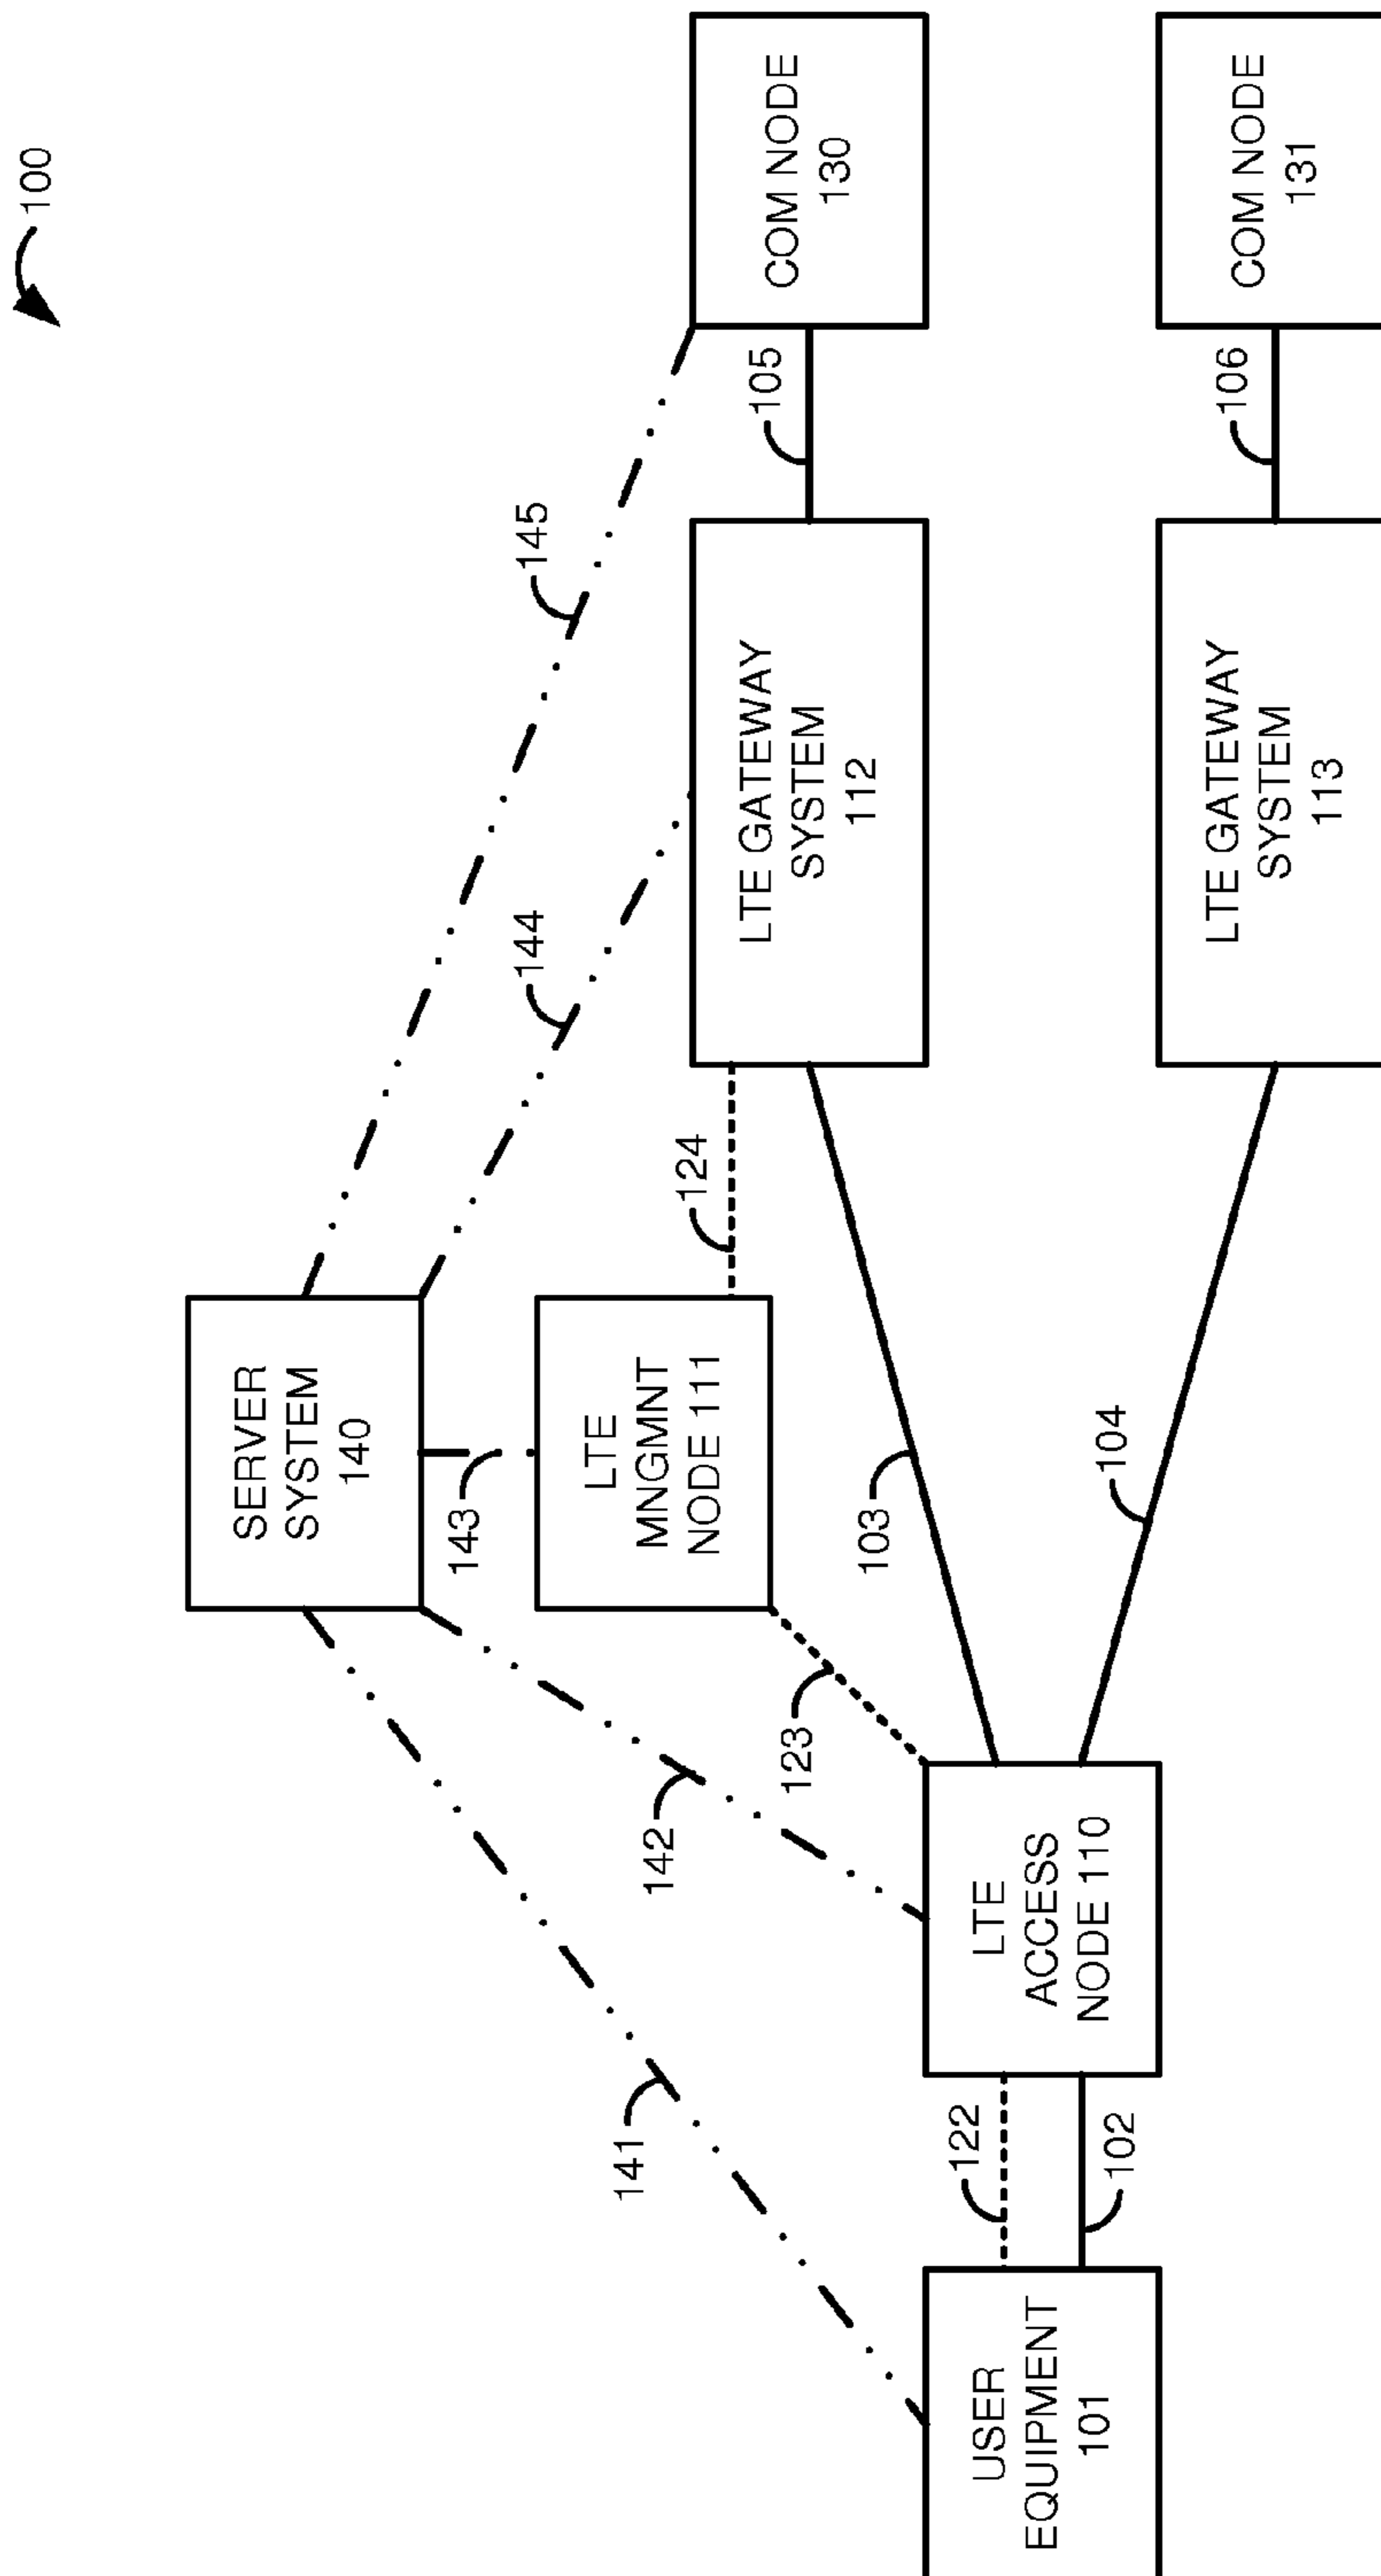 100
SERVER
SYSTEM
140
141
142
143
144
145
LTE
MNGMNT
NODE 111
123
124
USER
EQUIPMENT
101
122
102
LTE
ACCESS
NODE 110
103
104
LTE GATEWAY
SYSTEM
112
105
COM NODE
130
LTE GATEWAY
SYSTEM
113
106
COM NODE
131